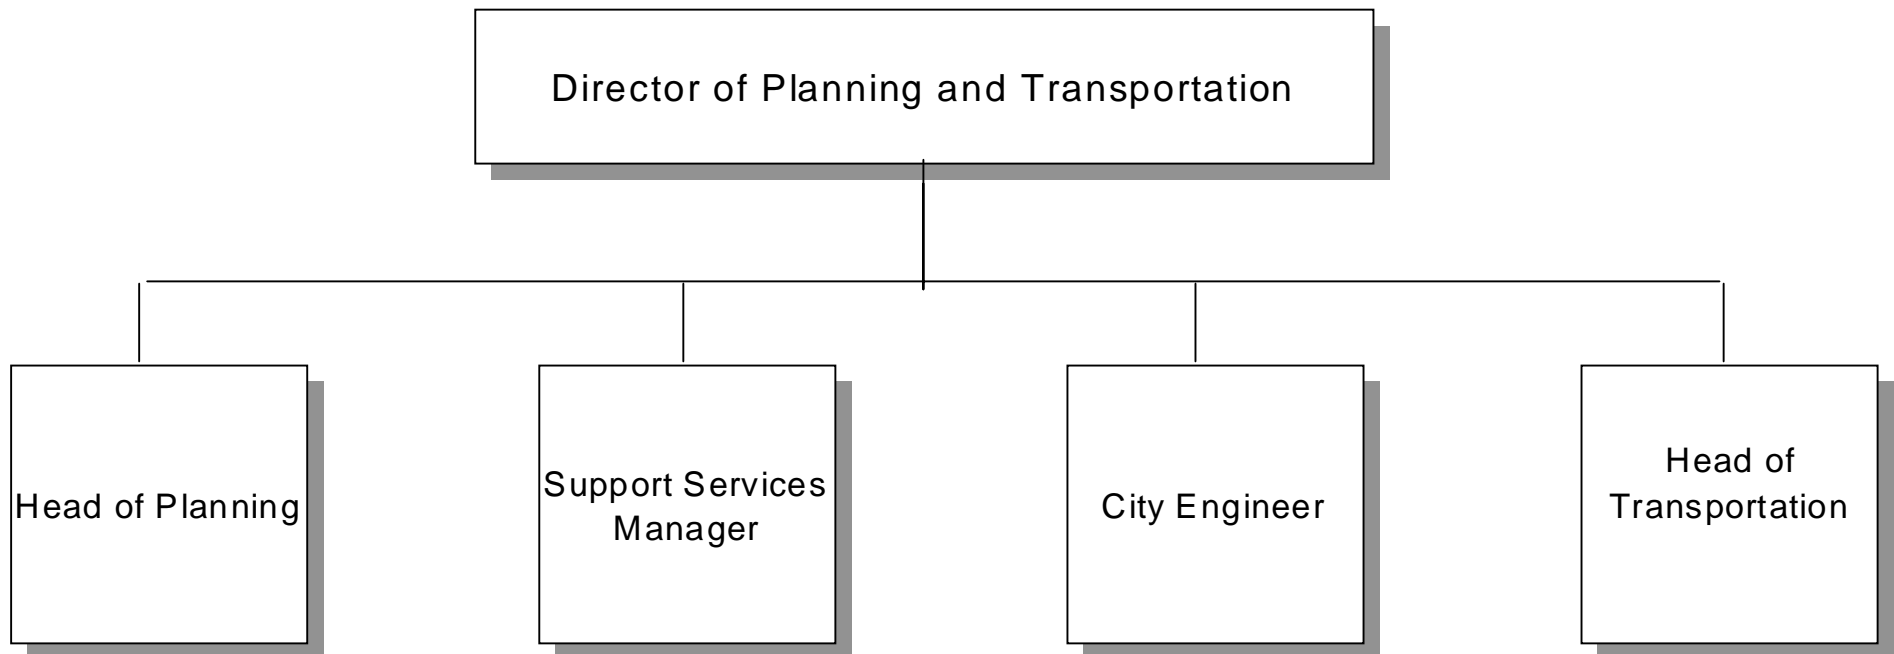 Director of Planning and Transportation
Head of Planning
Support Services
Manager
City Engineer
Head of
Transportation